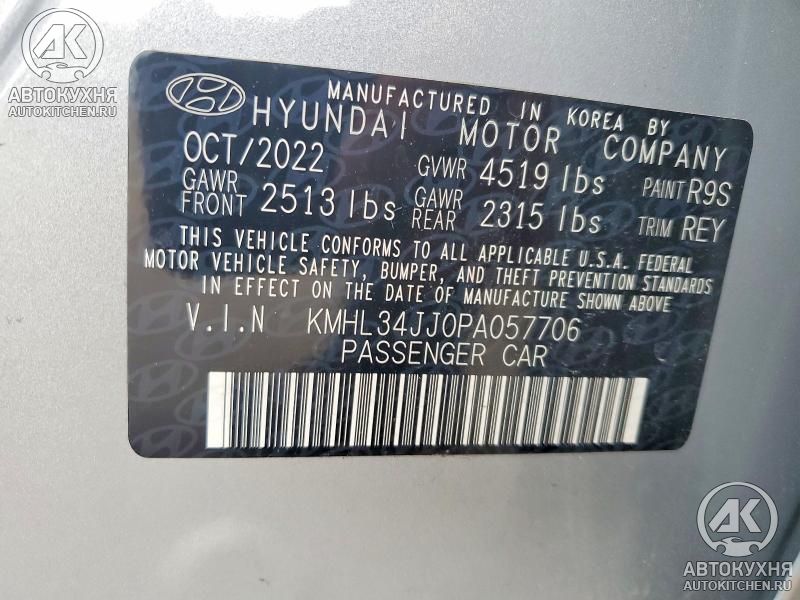 АК
АВТОКУХНЯ
AUTOKITCHEN.RU
MANUFACTURED IN KOREA BY
HYUNDAI MOTOR COMPANY
OCT/2022 GVWR 4519 lbs PAINT R9S
GAWR FRONT 2513 lbs GAWR REAR 2315 lbs TRIM REY
THIS VEHICLE CONFORMS TO ALL APPLICABLE U.S.A. FEDERAL
MOTOR VEHICLE SAFETY, BUMPER, AND THEFT PREVENTION STANDARDS
IN EFFECT ON THE DATE OF MANUFACTURE SHOWN ABOVE
V.I.N KMHL34JJ0PA057706
PASSENGER CAR
АК
АВТОКУХНЯ
AUTOKITCHEN.RU